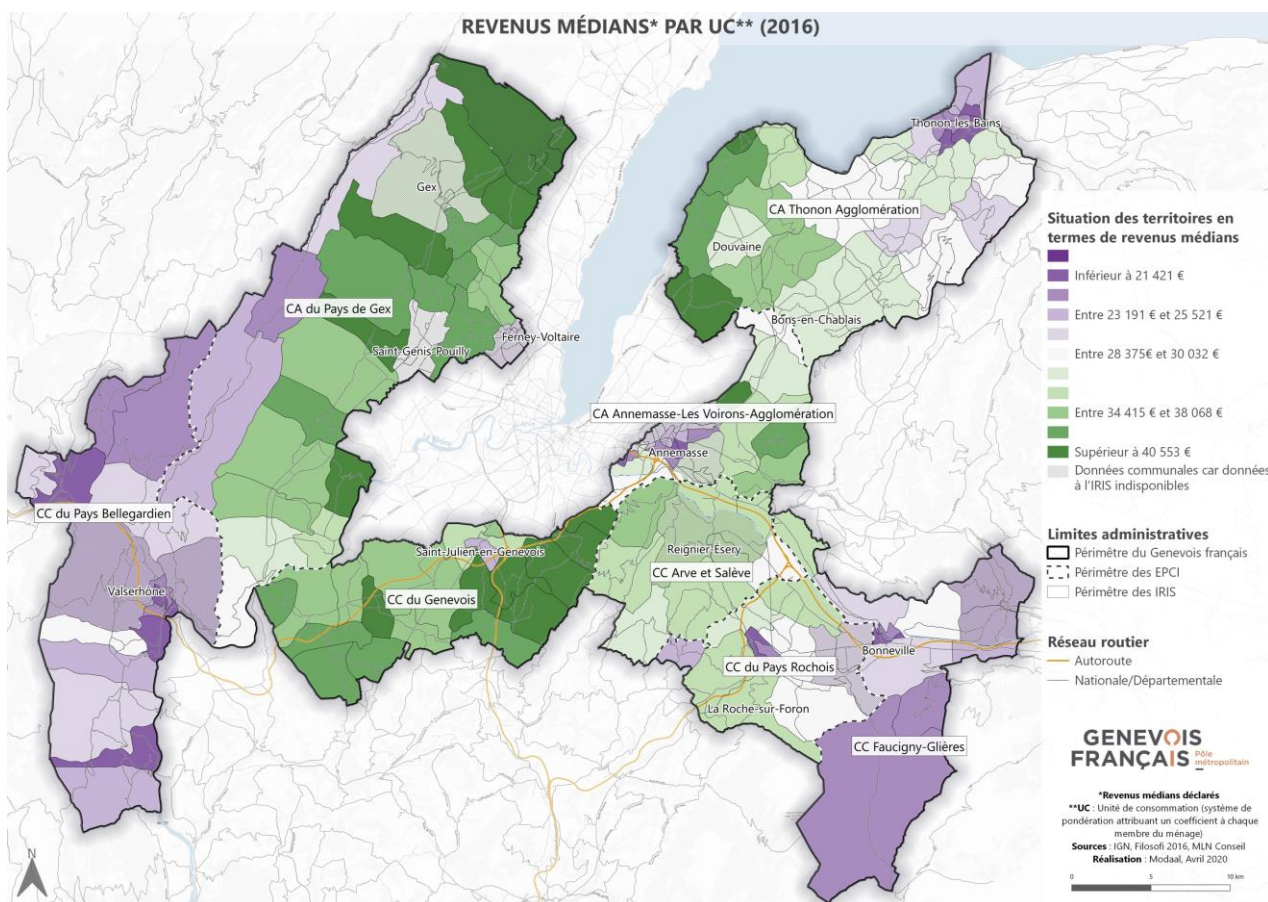 REVENUS MÉDIANS* PAR UC** (2016)
Thonon-les-Bains
Gex
CA Thonon Agglomération
Douvaine
CA du Pays de Gex
Bons-en-Chablais
Saint-Genis-Pouilly
Ferney-Voltaire
CA Annemasse-Les Voirons-Agglomération
Annemasse
CC du Pays Bellegardien
Saint-Julien-en-Genevois
Reignier-Esery
CC Arve et Salève
Valserhône
CC du Genevois
Bonneville
CC du Pays Rochois
La Roche-sur-Foron
CC Faucigny-Glières
N
Situation des territoires en
termes de revenus médians
Inférieur à 21 421 €
Entre 23 191 € et 25 521 €
Entre 28 375€ et 30 032 €
Entre 34 415 € et 38 068 €
Supérieur à 40 553 €
Données communales car données
à l'IRIS indisponibles
Limites administratives
Périmètre du Genevois français
Périmètre des EPCI
Périmètre des IRIS
Réseau routier
Autoroute
Nationale/Départementale
GENEVOIS
FRANÇAIS Pôle
métropolitain
*Revenus médians déclarés
**UC : Unité de consommation (système de
pondération attribuant un coefficient à chaque
membre du ménage)
Sources : IGN, Filosofi 2016, MLN Conseil
Réalisation : Modaal, Avril 2020
0 5 10 km